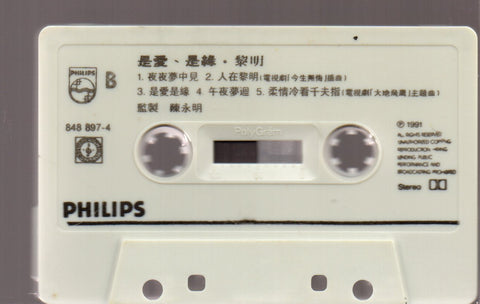 是愛、是緣·黎明
PHILIPS
B
1. 夜夜夢中見 2. 人在黎明(電視劇「今生無悔」插曲)
3. 是愛是緣 4. 午夜夢迴 5. 柔情冷看千夫指(電視劇「大地飛鷹」主題曲)
監製 陳永明
848 897-4
PolyGram
℗ 1991
ALL RIGHTS RESERVED
UNAUTHORIZED COPYING
REPRODUCTION HIRING
LENDING PUBLIC
PERFORMANCE AND
BROADCASTING PROHIBITED
Stereo
PHILIPS